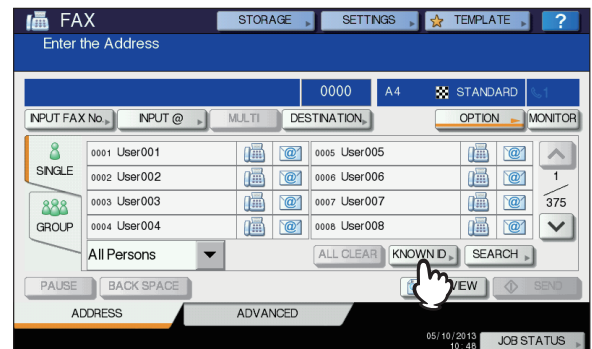 FAX STORAGE SETTINGS TEMPLATE ?
Enter the Address
0000 A4 STANDARD 1
INPUT FAX No. INPUT @ MULTI DESTINATION OPTION MONITOR
SINGLE
GROUP
0001 User001 @ 0005 User005 @
0002 User002 @ 0006 User006 @
0003 User003 @ 0007 User007 @
0004 User004 @ 0008 User008 @
1
375
All Persons ALL CLEAR KNOWN ID SEARCH
PAUSE BACK SPACE VIEW SEND
ADDRESS ADVANCED
05/10/2013
10:48
JOB STATUS